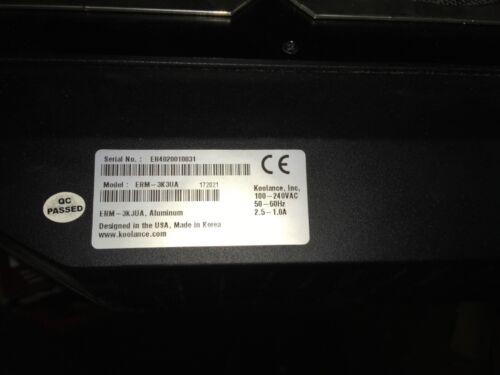 Serial No. : EH4020010031
Model : ERM-3K3UA 172021
ERM-3K3UA, Aluminum
Designed in the USA, Made in Korea
www.koolance.com
CE
Koolance, Inc,
100-240VAC
50-60Hz
2.5-1.0A
QC
PASSED